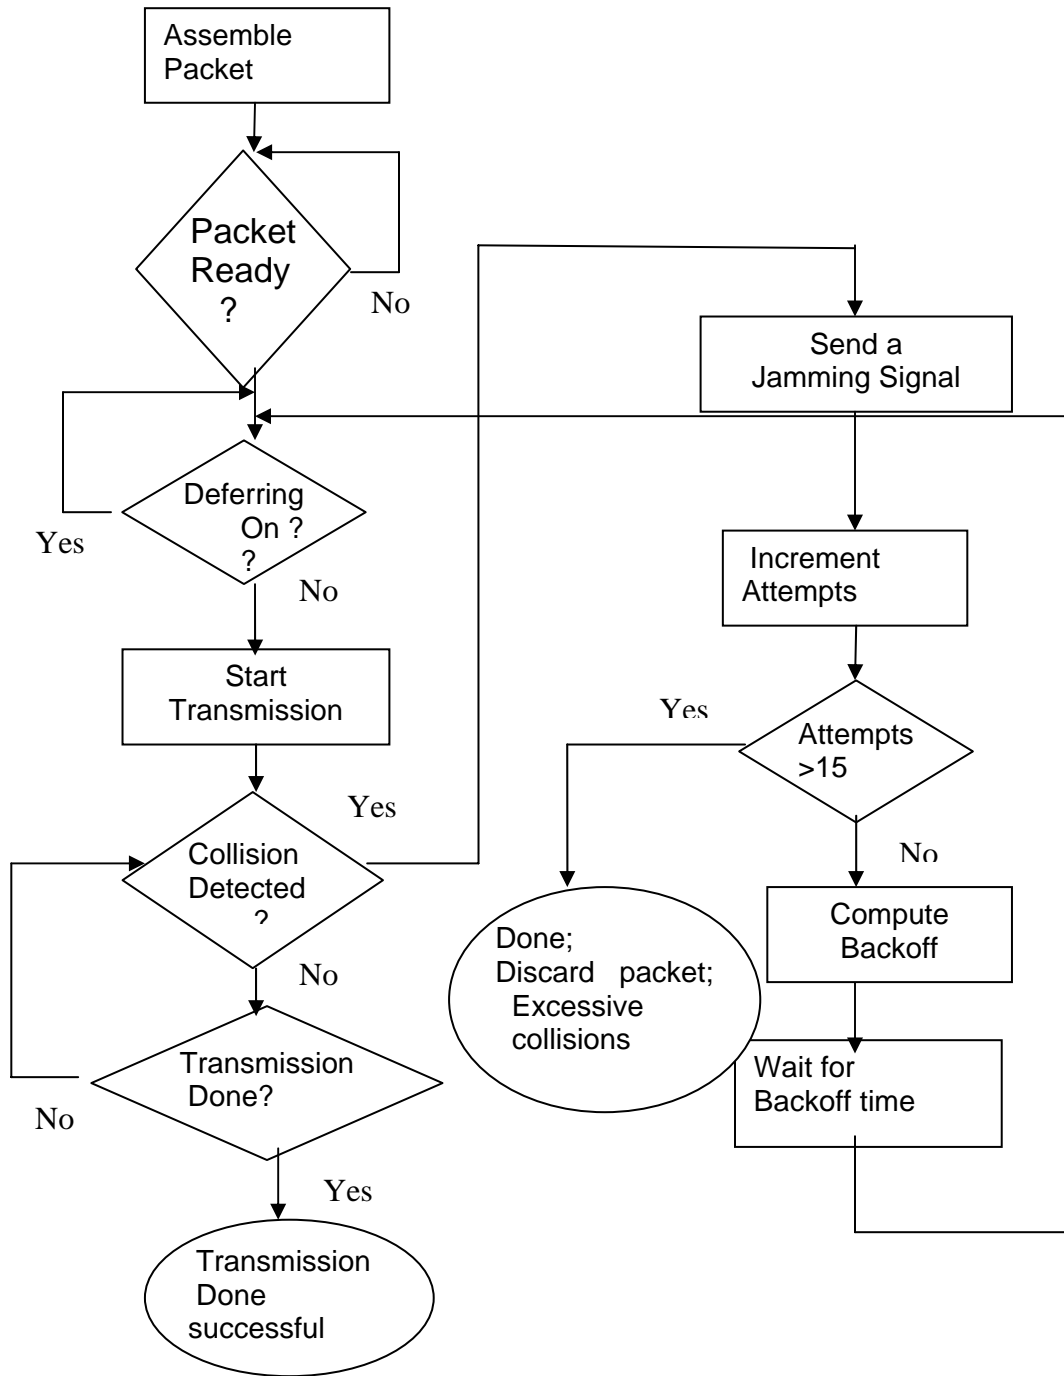 Assemble
Packet
Packet
Ready
?
No
Deferring
On ?
?
Yes
No
Start
Transmission
Yes
Collision
Detected
?
No
Transmission
Done?
No
Yes
Transmission
Done
successful
Send a
Jamming Signal
Increment
Attempts
Yes
Attempts
>15
No
Done;
Discard packet;
Excessive
collisions
Compute
Backoff
Wait for
Backoff time